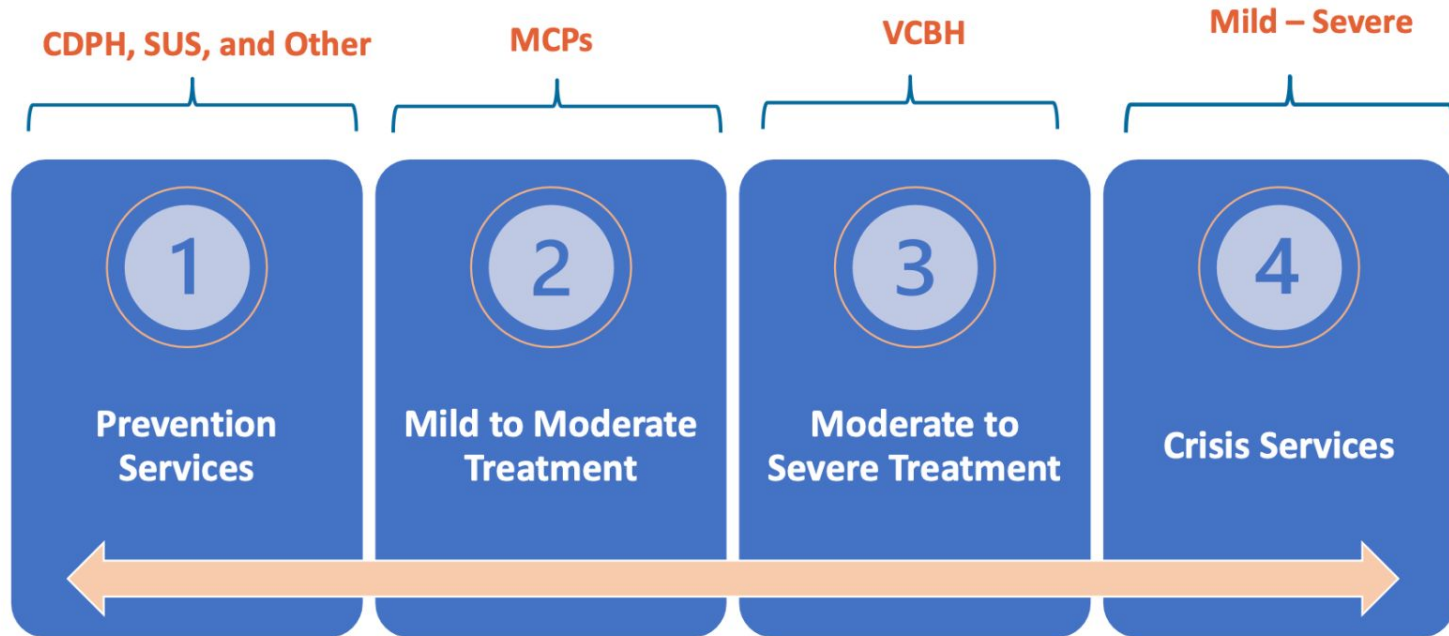 CDPH, SUS, and Other
MCPs
VCBH
Mild – Severe
1
2
3
4
Prevention
Services
Mild to Moderate
Treatment
Moderate to
Severe Treatment
Crisis Services